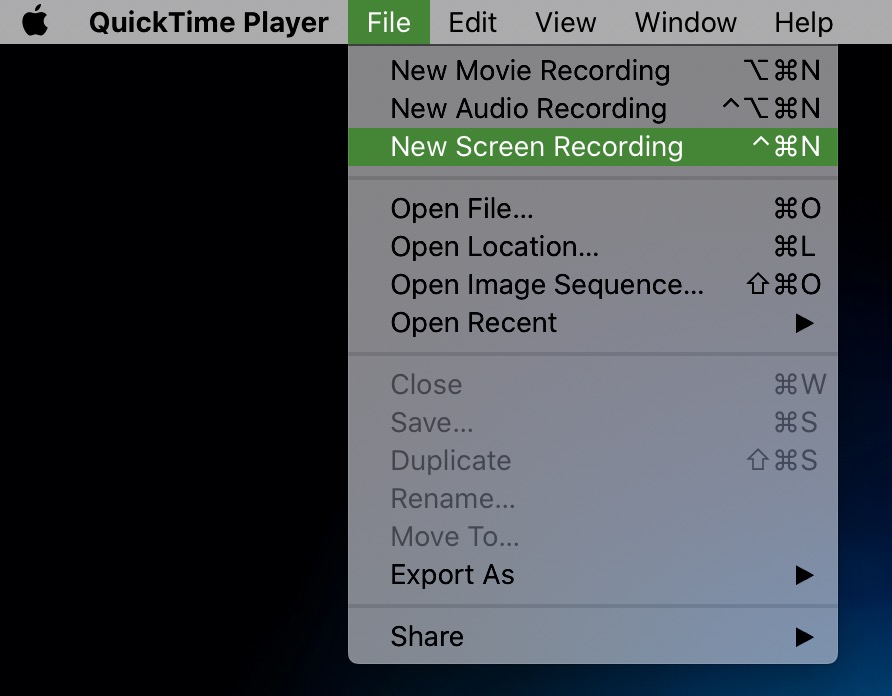 QuickTime Player File Edit View Window Help
New Movie Recording ⌥⌘N
New Audio Recording ^⌥⌘N
New Screen Recording ^⌘N
Open File... ⌘O
Open Location... ⌘L
Open Image Sequence... ⇧⌘O
Open Recent ▶
Close ⌘W
Save... ⌘S
Duplicate ⇧⌘S
Rename...
Move To...
Export As ▶
Share ▶